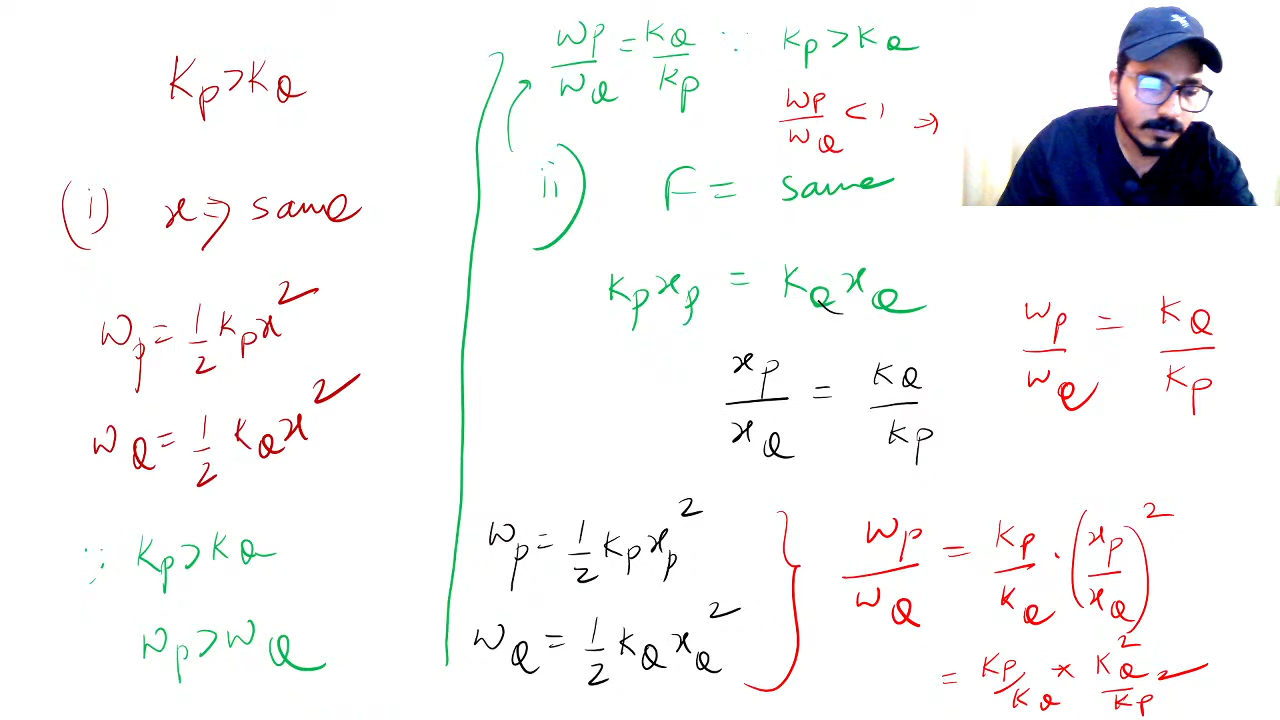 Kp > KQ
(i) x ⇒ same
Wp = 1/2 Kp x²
WQ = 1/2 KQ x²
∵ Kp > KQ
Wp > WQ
Wp/WQ = KQ/Kp ∵ Kp > KQ
Wp/WQ < 1 ⇒
ii) F = same
Kp xp = KQ xQ
xp/xQ = KQ/Kp
Wp/WQ = KQ/Kp
Wp = 1/2 Kp xp²
WQ = 1/2 KQ xQ²
} Wp/WQ = Kp/KQ · (xp/xQ)²
= Kp/KQ × KQ²/Kp²